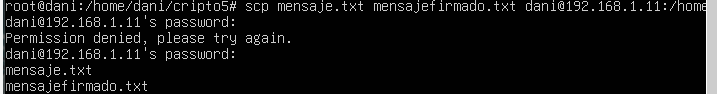 root@dani:/home/dani/cripto5# scp mensaje.txt mensajefirmado.txt dani@192.168.1.11:/home
dani@192.168.1.11's password:
Permission denied, please try again.
dani@192.168.1.11's password:
mensaje.txt
mensajefirmado.txt